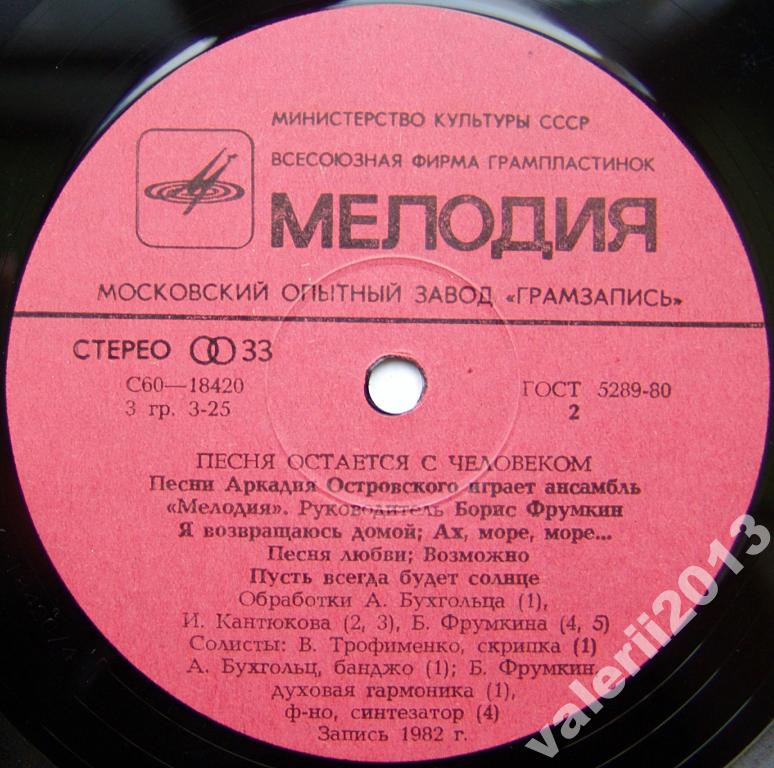 МИНИСТЕРСТВО КУЛЬТУРЫ СССР
ВСЕСОЮЗНАЯ ФИРМА ГРАМПЛАСТИНОК
МЕЛОДИЯ
МОСКОВСКИЙ ОПЫТНЫЙ ЗАВОД «ГРАМЗАПИСЬ»
СТЕРЕО 33
С60—18420 ГОСТ 5289-80
3 гр. 3-25 2
ПЕСНЯ ОСТАЕТСЯ С ЧЕЛОВЕКОМ
Песни Аркадия Островского играет ансамбль
«Мелодия». Руководитель Борис Фрумкин
Я возвращаюсь домой; Ах, море, море...
Песня любви; Возможно
Пусть всегда будет солнце
Обработки А. Бухгольца (1),
И. Кантюкова (2, 3), Б. Фрумкина (4, 5)
Солисты: В. Трофименко, скрипка (1)
А. Бухгольц, банджо (1); Б. Фрумкин,
духовая гармоника (1),
ф-но, синтезатор (4)
Запись 1982 г.
valerii2013